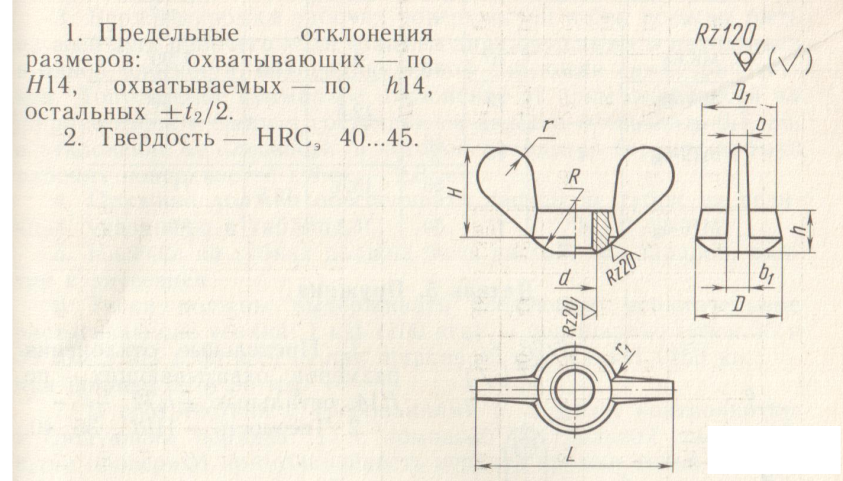 1. Предельные отклонения
размеров: охватывающих — по
H14, охватываемых — по h14,
остальных ±t₂/2.
2. Твердость — HRCэ 40...45.
Rz120
(√)
D₁
b
r
H
R
h
Rz20
d
b₁
Rz20
D
r₁
L